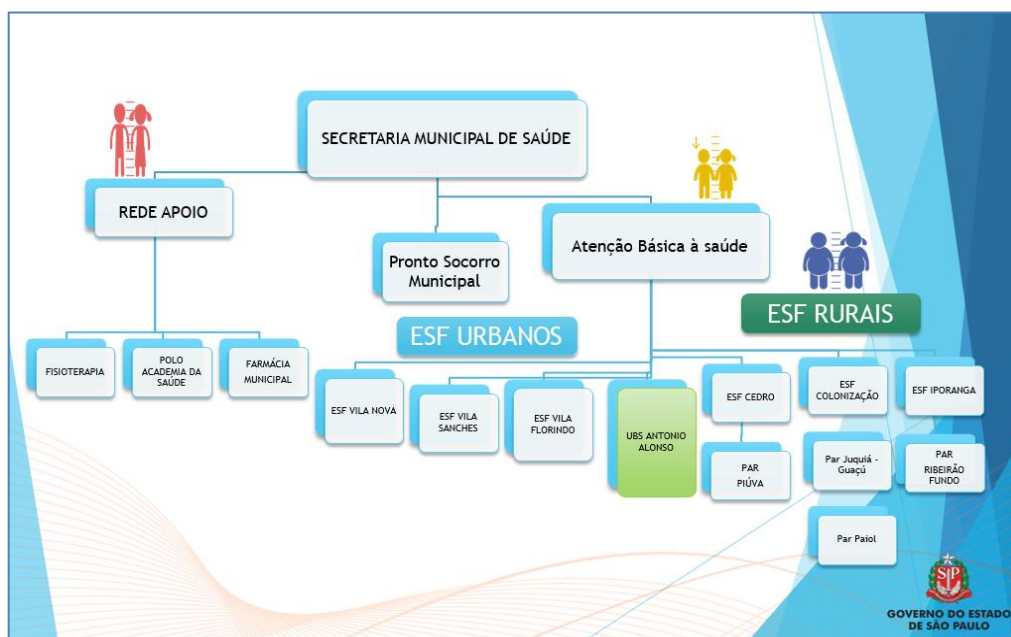 SECRETARIA MUNICIPAL DE SAÚDE
REDE APOIO
Pronto Socorro
Municipal
Atenção Básica à saúde
ESF URBANOS
ESF RURAIS
FISIOTERAPIA
POLO
ACADEMIA DA
SAÚDE
FARMÁCIA
MUNICIPAL
ESF VILA NOVA
ESF VILA
SANCHES
ESF VILA
FLORINDO
UBS ANTONIO
ALONSO
ESF CEDRO
ESF
COLONIZAÇÃO
ESF IPORANGA
PAR
PIÚVA
Par Juquiá -
Guaçú
PAR
RIBEIRÃO
FUNDO
Par Paiol
SP
GOVERNO DO ESTADO
DE SÃO PAULO